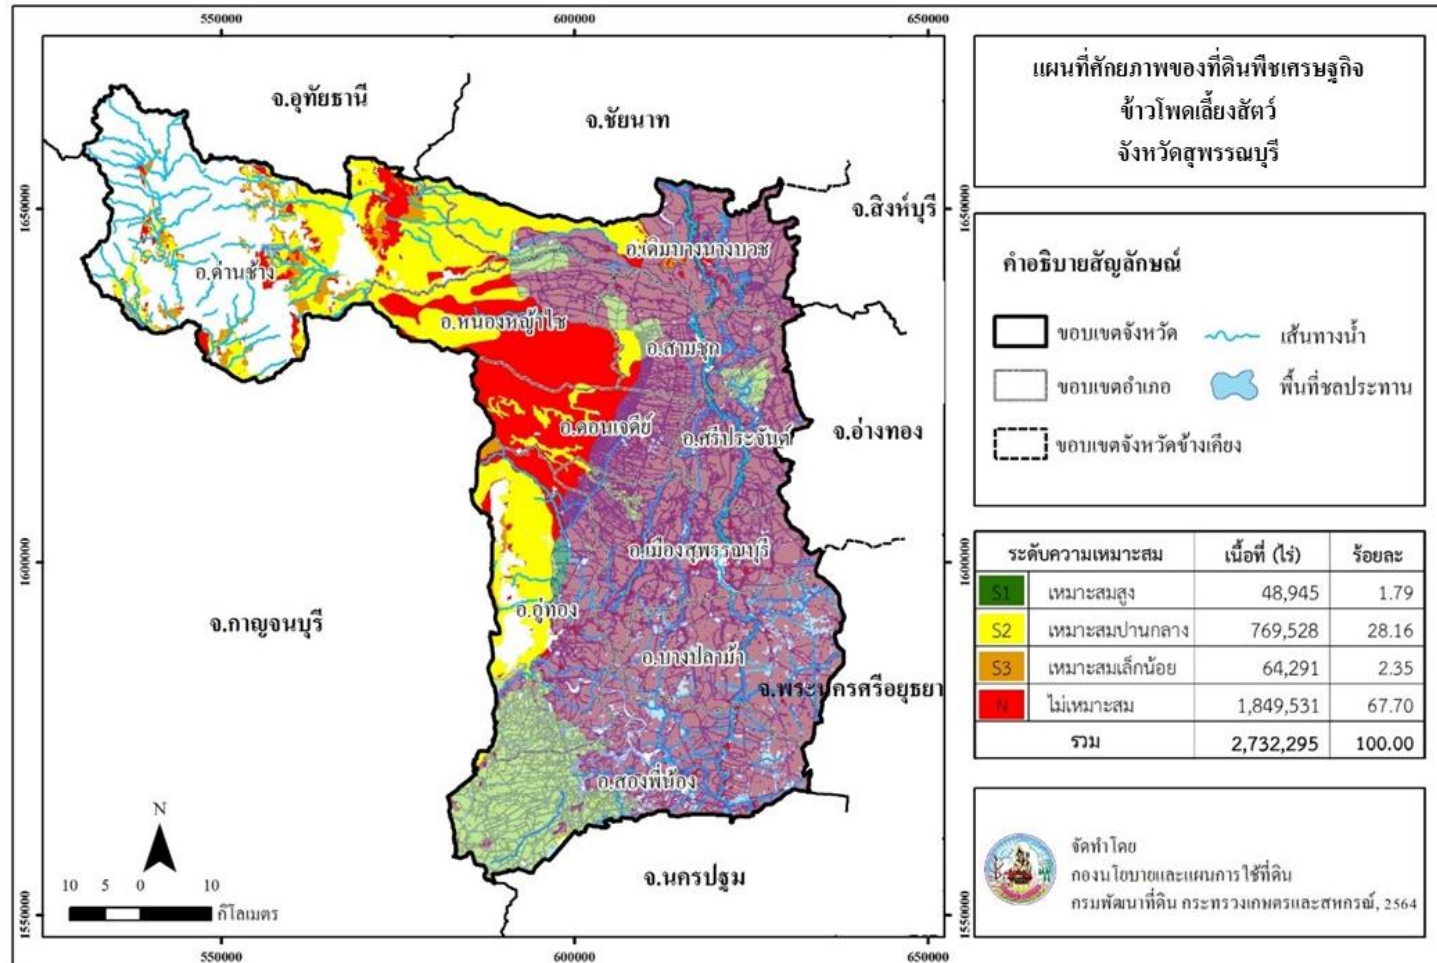 550000 600000 650000
แผนที่ศักยภาพของที่ดินพืชเศรษฐกิจ
ข้าวโพดเลี้ยงสัตว์
จังหวัดสุพรรณบุรี
จ.อุทัยธานี
จ.ชัยนาท
จ.สิงห์บุรี
1650000
1650000
อ.เดิมบางนางบวช
อ.ด่านช้าง
อ.หนองหญ้าไซ
อ.สามชุก
อ.ดอนเจดีย์
อ.ศรีประจันต์
จ.อ่างทอง
1600000
1600000
อ.เมืองสุพรรณบุรี
อ.อู่ทอง
จ.กาญจนบุรี
อ.บางปลาม้า
จ.พระนครศรีอยุธยา
อ.สองพี่น้อง
จ.นครปฐม
N
10 5 0 10
กิโลเมตร
1550000
1550000
550000 600000 650000
คำอธิบายสัญลักษณ์
ขอบเขตจังหวัด เส้นทางน้ำ
ขอบเขตอำเภอ พื้นที่ชลประทาน
ขอบเขตจังหวัดข้างเคียง
ระดับความเหมาะสม เนื้อที่ (ไร่) ร้อยละ
S1 เหมาะสมสูง 48,945 1.79
S2 เหมาะสมปานกลาง 769,528 28.16
S3 เหมาะสมเล็กน้อย 64,291 2.35
N ไม่เหมาะสม 1,849,531 67.70
รวม 2,732,295 100.00
จัดทำโดย
กองนโยบายและแผนการใช้ที่ดิน
กรมพัฒนาที่ดิน กระทรวงเกษตรและสหกรณ์, 2564